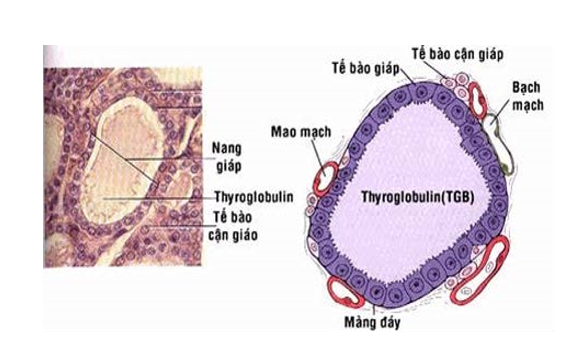 Nang
giáp
Thyroglobulin
Tế bào
cận giáo
Tế bào giáp
Tế bào cận giáp
Bạch
mạch
Mao mạch
Thyroglobulin(TGB)
Màng đáy